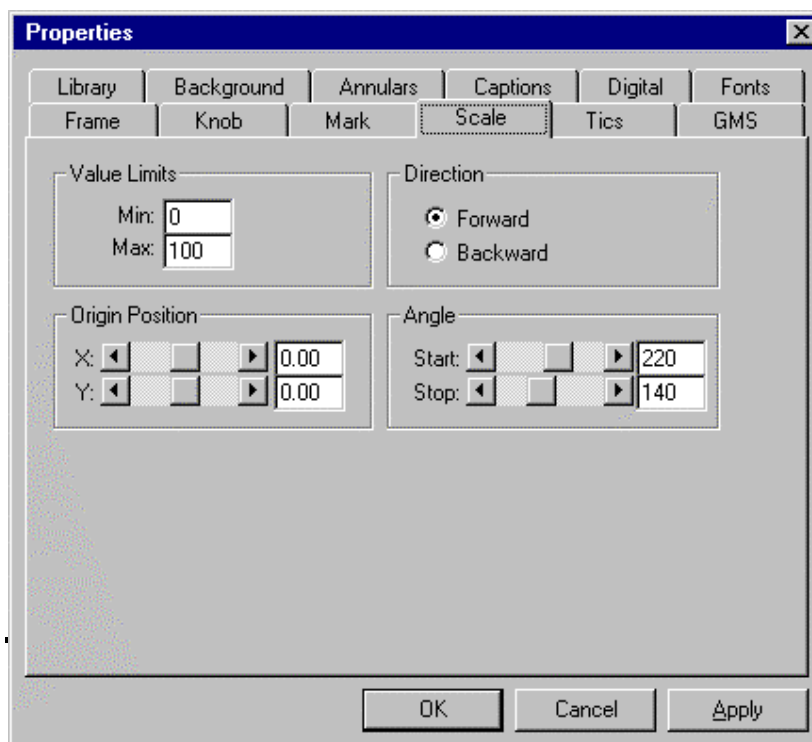 Properties
Library Background Annulars Captions Digital Fonts
Frame Knob Mark Scale Tics GMS
Value Limits
Min: 0
Max: 100
Direction
Forward
Backward
Origin Position
X: 0.00
Y: 0.00
Angle
Start: 220
Stop: 140
OK Cancel Apply